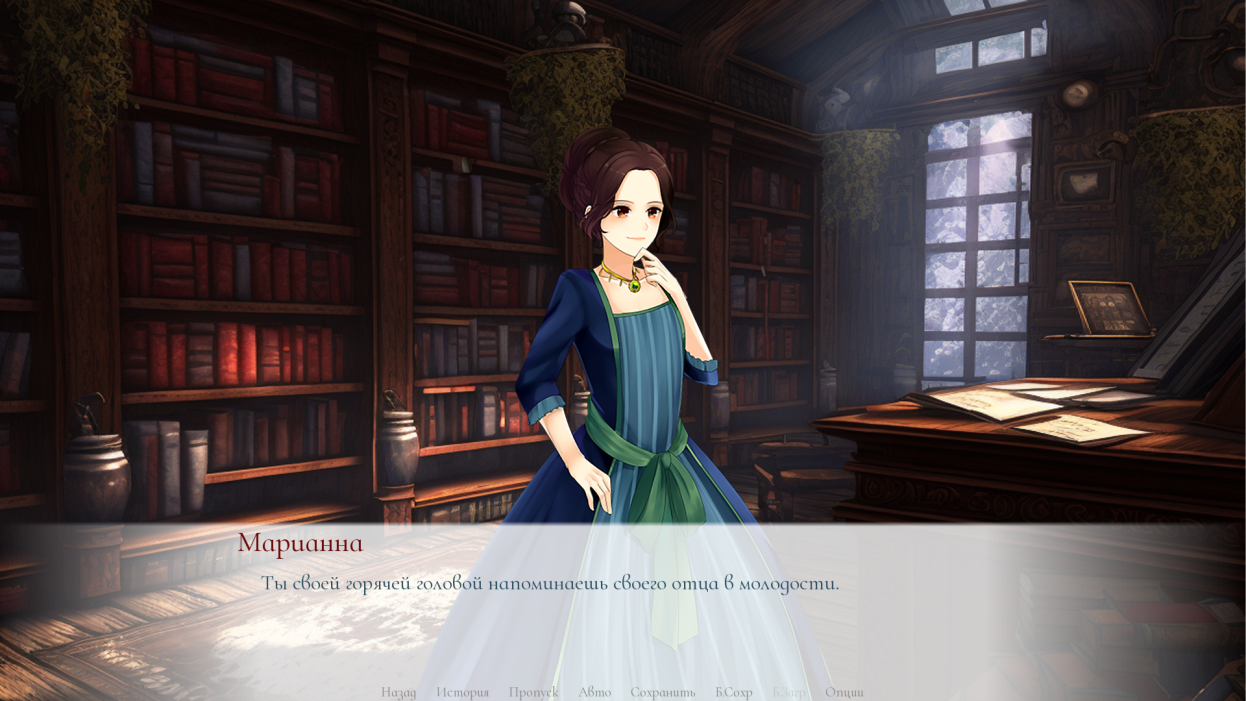 Марианна
Ты своей горячей головой напоминаешь своего отца в молодости.
Назад История Пропуск Авто Сохранить Б.Сохр Б.Загр Опции